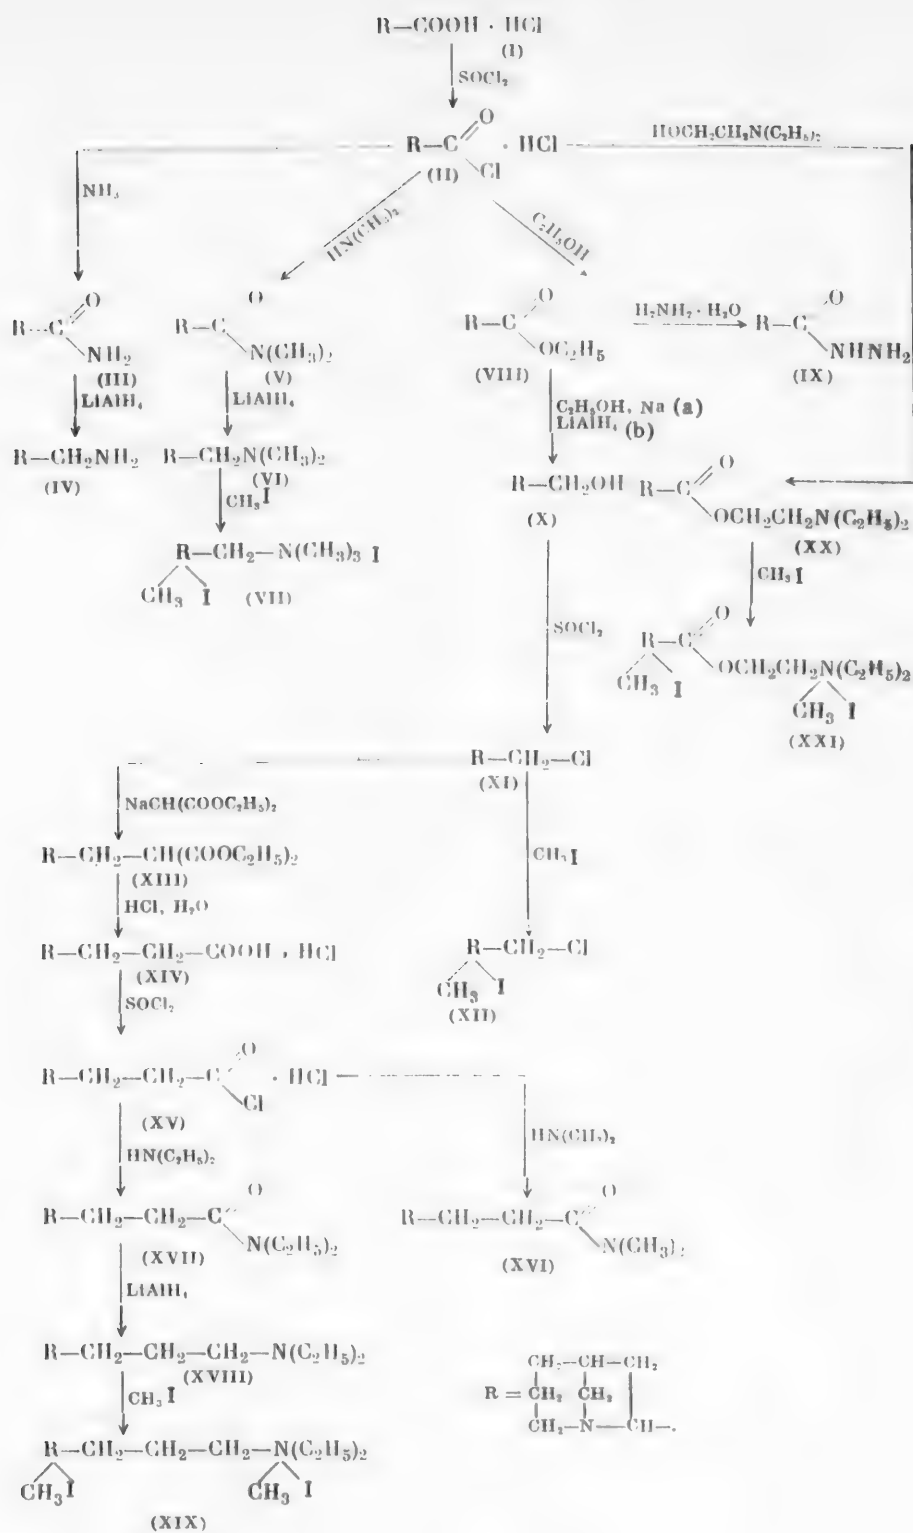 R—COOH · HCl
(I)
SOCl₂
R—C O Cl · HCl
(II)
HOCH₂CH₂N(C₂H₅)₂
NH₃
HN(CH₃)₂
C₂H₅OH
R—C O NH₂
(III)
R—C O N(CH₃)₂
(V)
R—C O OC₂H₅
(VIII)
H₂NNH₂ · H₂O
R—C O NHNH₂
(IX)
LiAlH₄
LiAlH₄
C₂H₅OH, Na (a)
LiAlH₄ (b)
R—CH₂NH₂
(IV)
R—CH₂N(CH₃)₂
(VI)
R—CH₂OH
(X)
R—C O OCH₂CH₂N(C₂H₅)₂
(XX)
CH₃I
CH₃I
R—CH₂—N(CH₃)₃ I
CH₃ I (VII)
SOCl₂
R—C O OCH₂CH₂N(C₂H₅)₂
CH₃ I CH₃ I
(XXI)
R—CH₂—Cl
(XI)
NaCH(COOC₂H₅)₂
CH₃I
R—CH₂—CH(COOC₂H₅)₂
(XIII)
HCl, H₂O
R—CH₂—CH₂—COOH · HCl
(XIV)
R—CH₂—Cl
CH₃ I
(XII)
SOCl₂
R—CH₂—CH₂—C O Cl · HCl
(XV)
HN(C₂H₅)₂
HN(CH₃)₂
R—CH₂—CH₂—C O N(C₂H₅)₂
(XVII)
R—CH₂—CH₂—C O N(CH₃)₂
(XVI)
LiAlH₄
R—CH₂—CH₂—CH₂—N(C₂H₅)₂
(XVIII)
CH₃I
R—CH₂—CH₂—CH₂—N(C₂H₅)₂
CH₃ I CH₃ I
(XIX)
CH₂—CH—CH₂
R = CH₂ CH₂
CH₂—N—CH—.